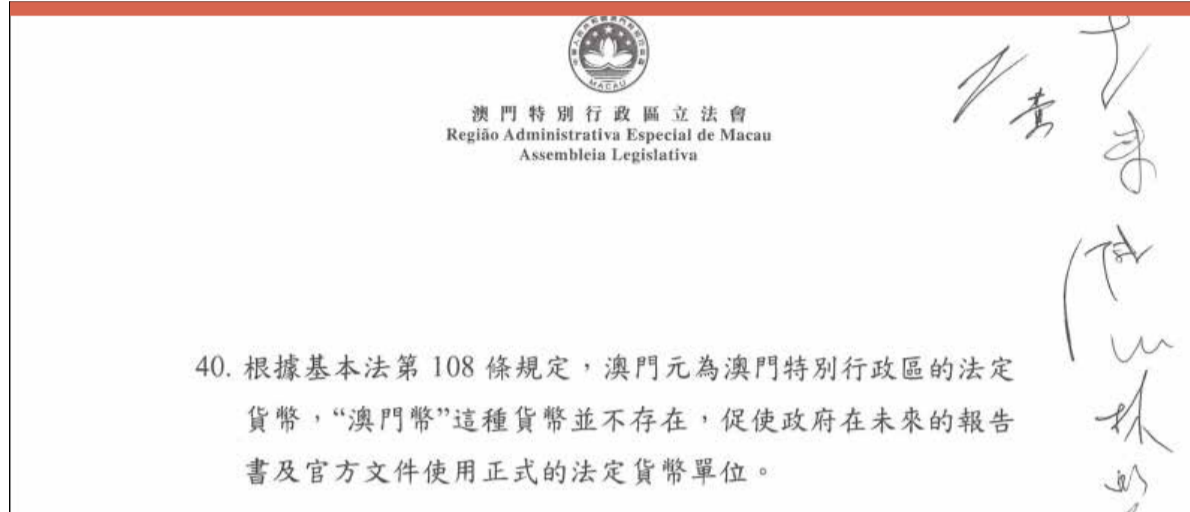 MACAU
澳門特別行政區立法會
Região Administrativa Especial de Macau
Assembleia Legislativa
40. 根據基本法第 108 條規定，澳門元為澳門特別行政區的法定
貨幣，“澳門幣”這種貨幣並不存在，促使政府在未來的報告
書及官方文件使用正式的法定貨幣單位。